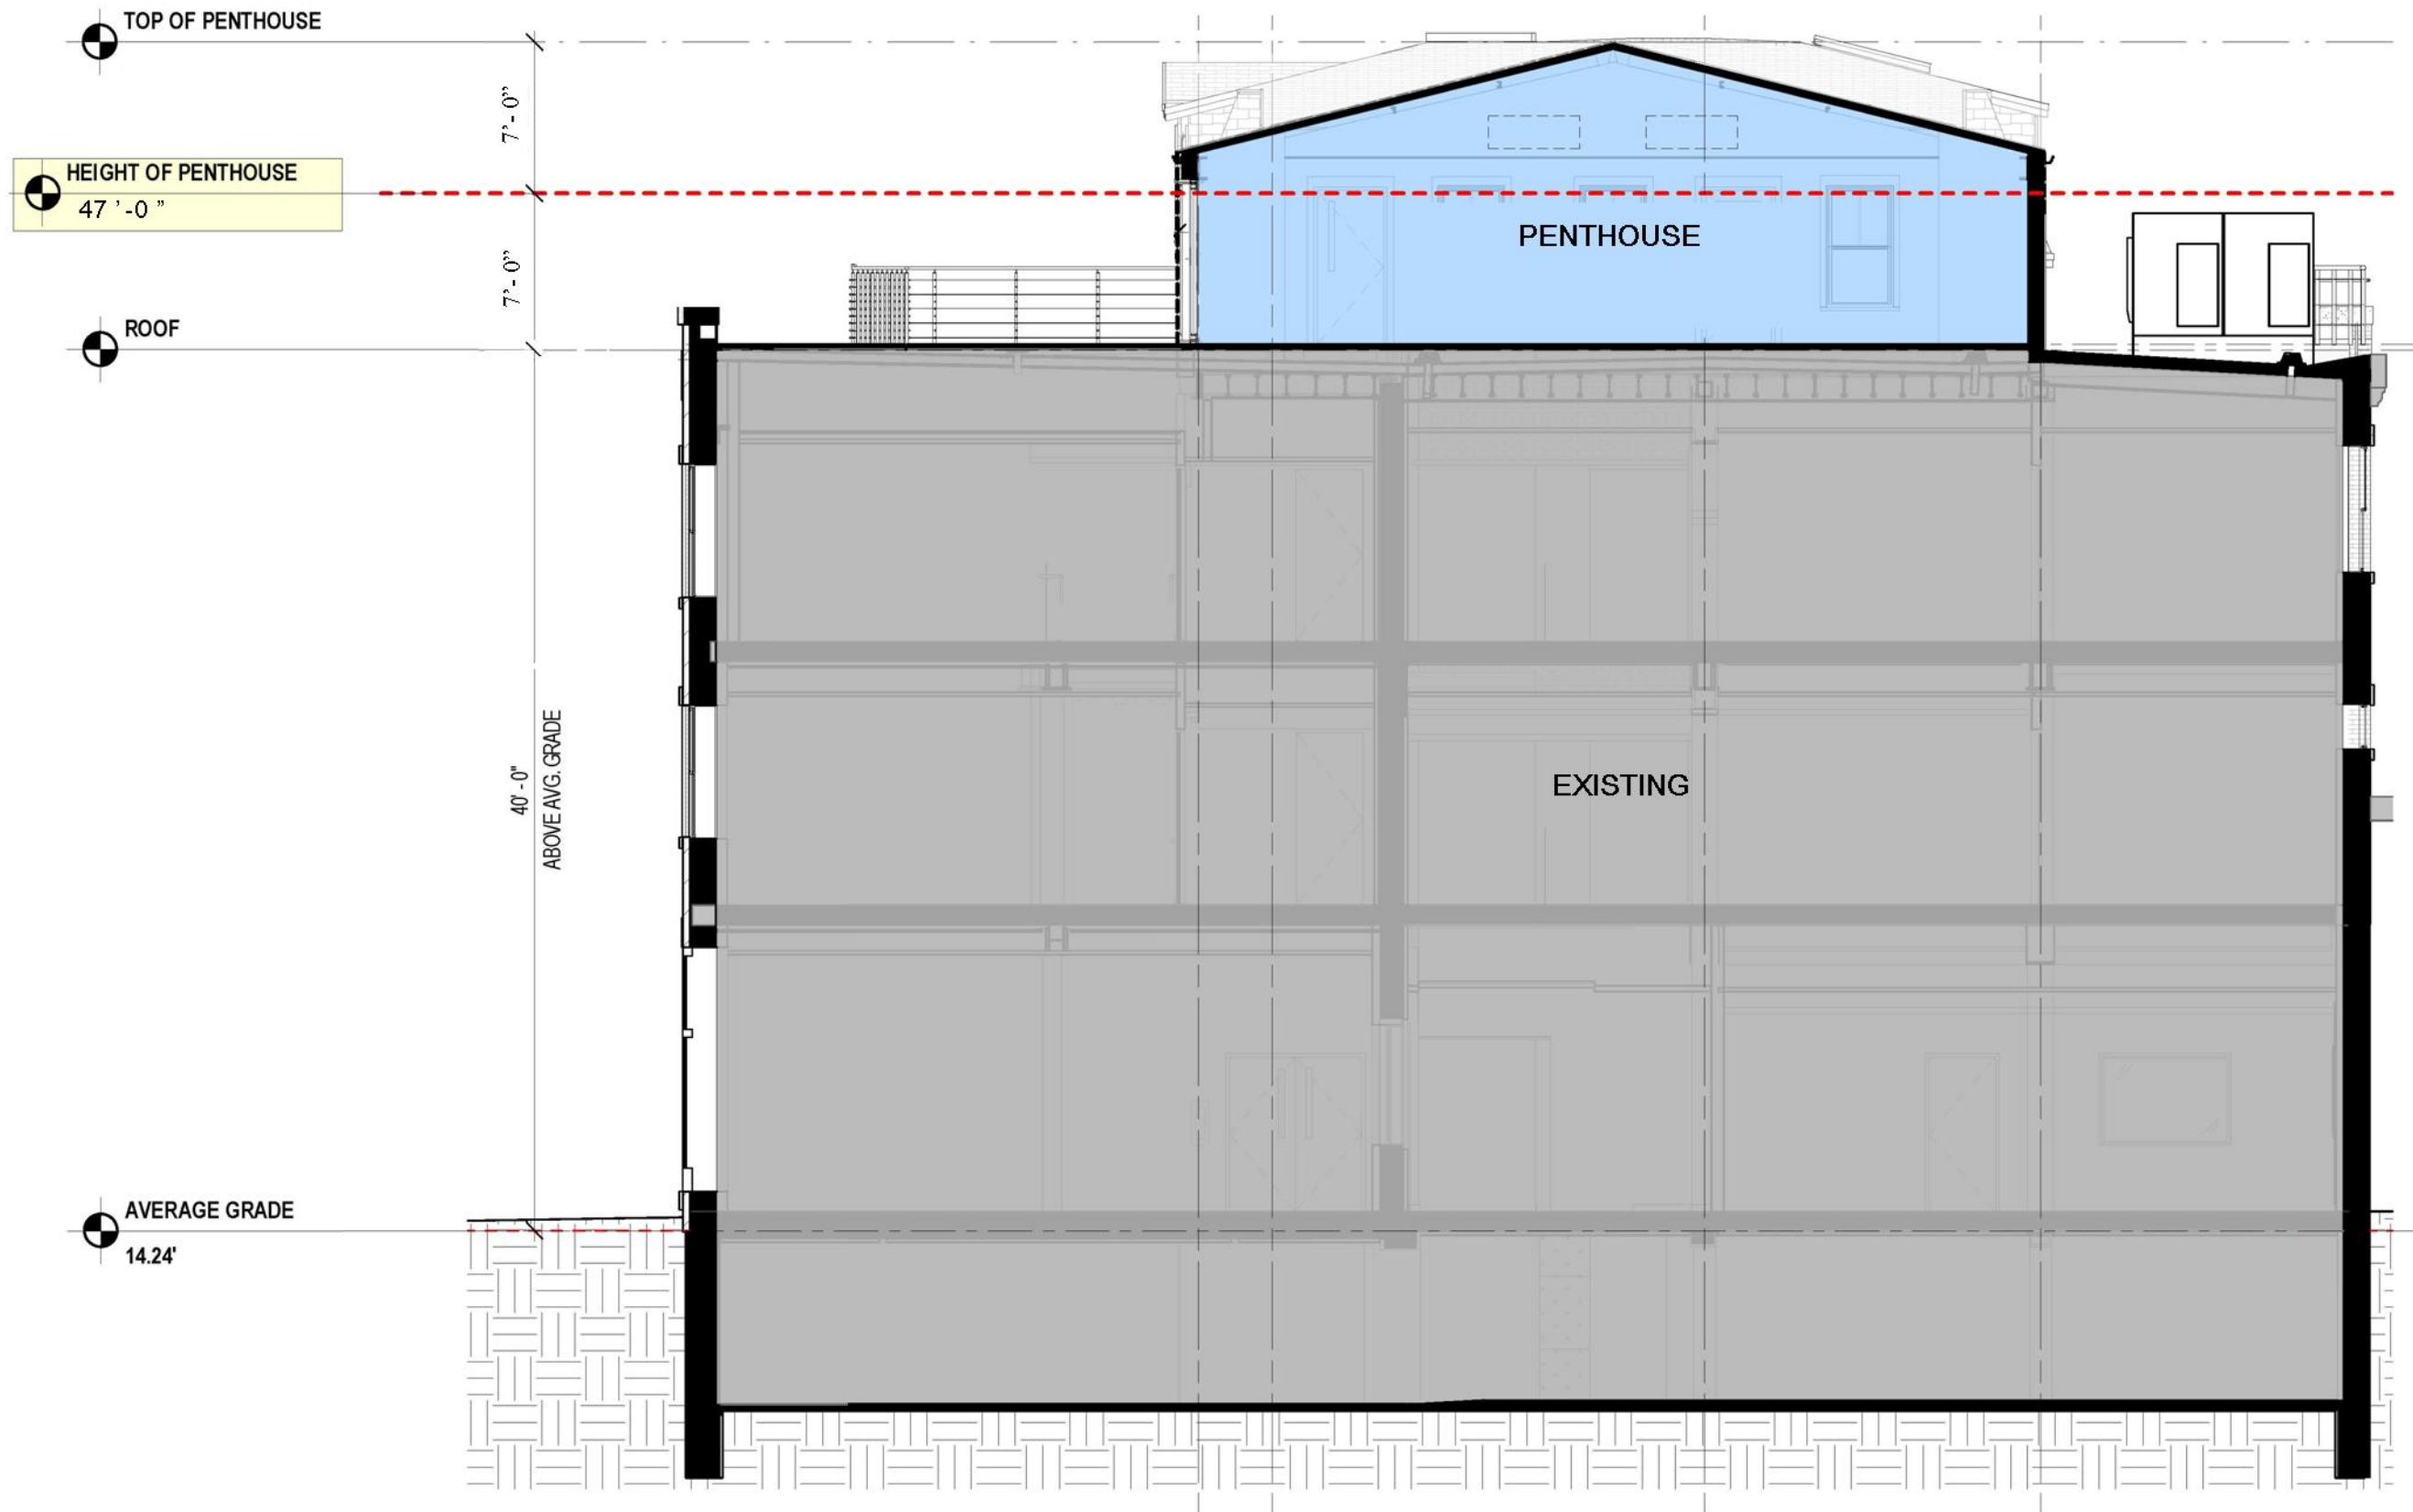 TOP OF PENTHOUSE
7'-0"
HEIGHT OF PENTHOUSE
47'-0"
PENTHOUSE
7'-0"
ROOF
40'-0"
ABOVE AVG. GRADE
EXISTING
AVERAGE GRADE
14.24'